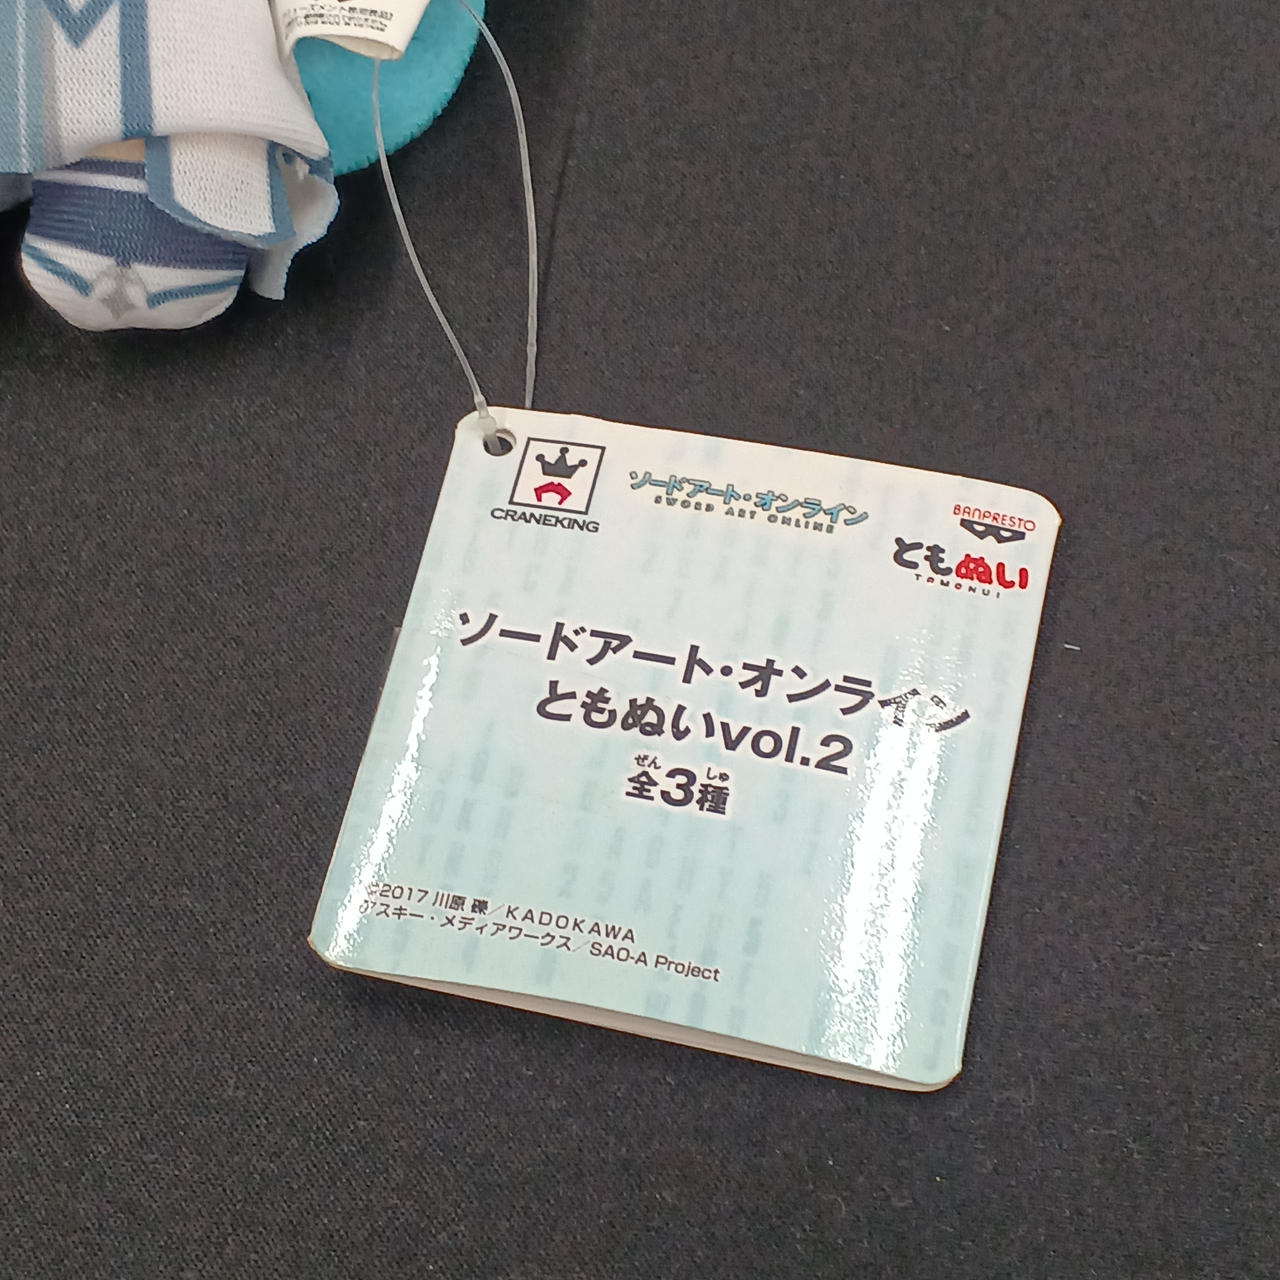 CRANEKING
ソードアート・オンライン
SWORD ART ONLINE
BANPRESTO
ともぬい
TOMONUI
ソードアート・オンライン
ともぬいvol.2
ぜん しゅ
全3種
©2017 川原 礫／KADOKAWA
アスキー・メディアワークス／SAO-A Project